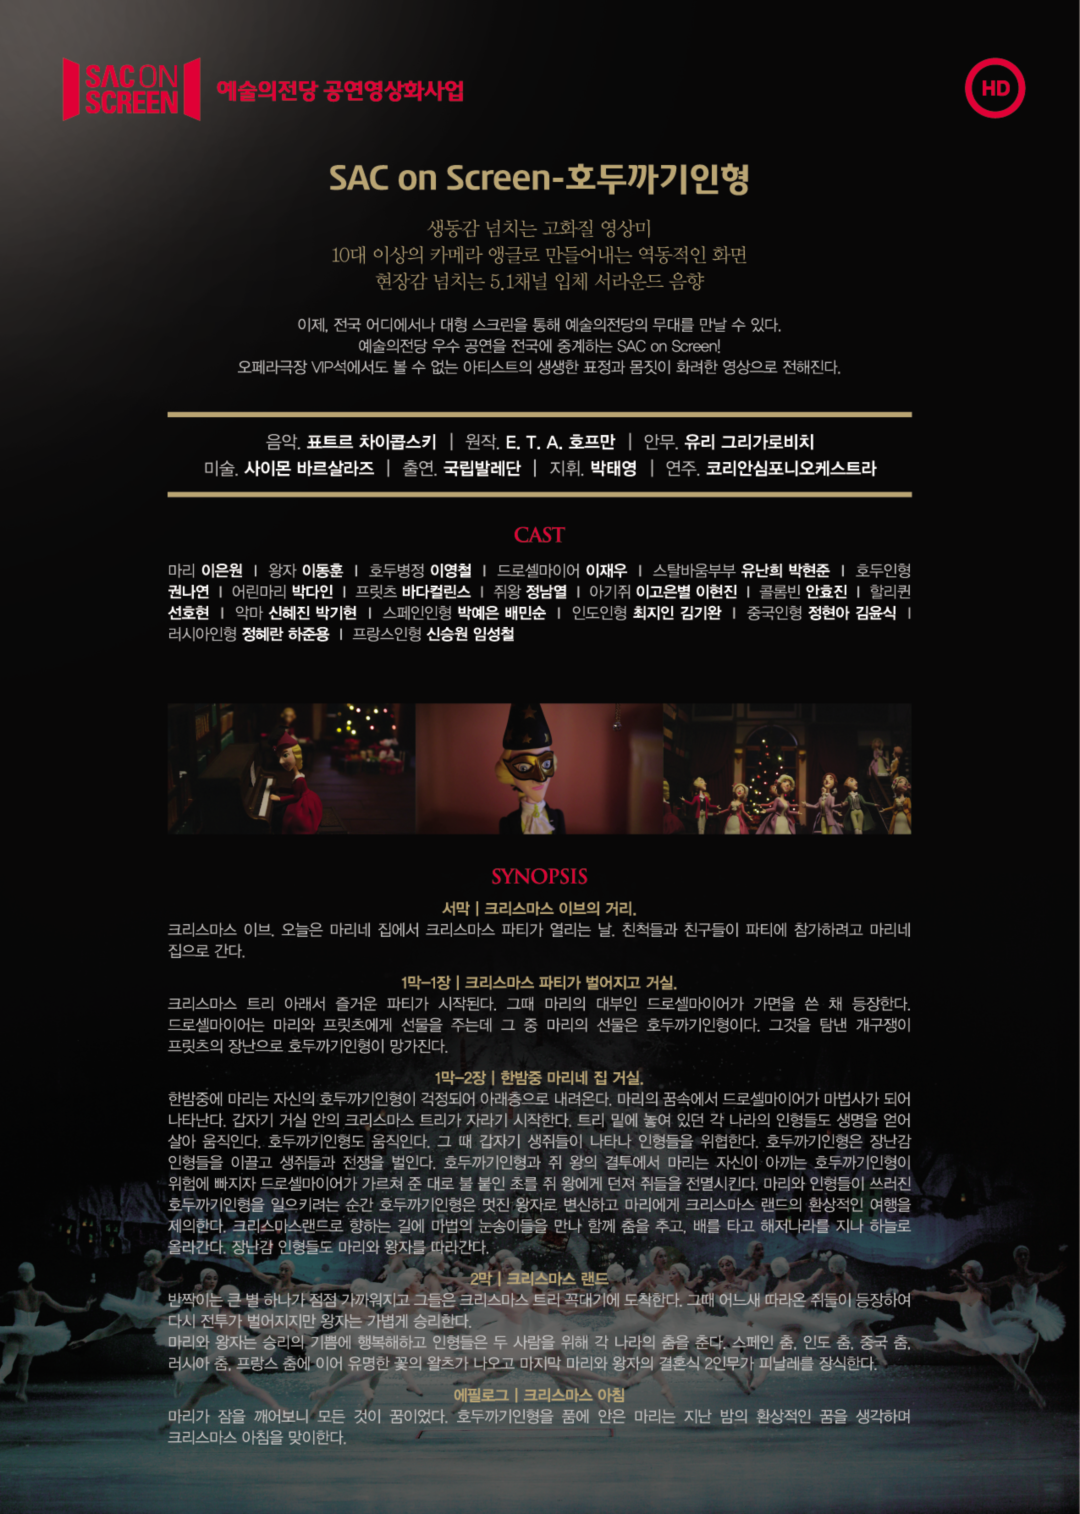 SAC ON
SCREEN
예술의전당 공연영상화사업
HD
SAC on Screen-호두까기인형
생동감 넘치는 고화질 영상미
10대 이상의 카메라 앵글로 만들어내는 역동적인 화면
현장감 넘치는 5.1채널 입체 서라운드 음향
이제, 전국 어디에서나 대형 스크린을 통해 예술의전당의 무대를 만날 수 있다.
예술의전당 우수 공연을 전국에 중계하는 SAC on Screen!
오페라극장 VIP석에서도 볼 수 없는 아티스트의 생생한 표정과 몸짓이 화려한 영상으로 전해진다.
음악. 표트르 차이콥스키 | 원작. E. T. A. 호프만 | 안무. 유리 그리가로비치
미술. 사이몬 바르살라즈 | 출연. 국립발레단 | 지휘. 박태영 | 연주. 코리안심포니오케스트라
CAST
마리 이은원 | 왕자 이동훈 | 호두병정 이영철 | 드로셀마이어 이재우 | 스탈바움부부 유난희 박현준 | 호두인형
권나연 | 어린마리 박다인 | 프릿츠 바다컬린스 | 쥐왕 정남열 | 아기쥐 이고은별 이현진 | 콜롬빈 안효진 | 할리퀸
선호현 | 악마 신혜진 박기현 | 스페인인형 박예은 배민순 | 인도인형 최지인 김기완 | 중국인형 정현아 김윤식 |
러시아인형 정혜란 하준용 | 프랑스인형 신승원 임성철
SYNOPSIS
서막 | 크리스마스 이브의 거리.
크리스마스 이브. 오늘은 마리네 집에서 크리스마스 파티가 열리는 날. 친척들과 친구들이 파티에 참가하려고 마리네
집으로 간다.
1막-1장 | 크리스마스 파티가 벌어지고 거실.
크리스마스 트리 아래서 즐거운 파티가 시작된다. 그때 마리의 대부인 드로셀마이어가 가면을 쓴 채 등장한다.
드로셀마이어는 마리와 프릿츠에게 선물을 주는데 그 중 마리의 선물은 호두까기인형이다. 그것을 탐낸 개구쟁이
프릿츠의 장난으로 호두까기인형이 망가진다.
1막-2장 | 한밤중 마리네 집 거실.
한밤중에 마리는 자신의 호두까기인형이 걱정되어 아래층으로 내려온다. 마리의 꿈속에서 드로셀마이어가 마법사가 되어
나타난다. 갑자기 거실 안의 크리스마스 트리가 자라기 시작한다. 트리 밑에 놓여 있던 각 나라의 인형들도 생명을 얻어
살아 움직인다. 호두까기인형도 움직인다. 그 때 갑자기 생쥐들이 나타나 인형들을 위협한다. 호두까기인형은 장난감
인형들을 이끌고 생쥐들과 전쟁을 벌인다. 호두까기인형과 쥐 왕의 결투에서 마리는 자신이 아끼는 호두까기인형이
위험에 빠지자 드로셀마이어가 가르쳐 준 대로 불 붙인 초를 쥐 왕에게 던져 쥐들을 전멸시킨다. 마리와 인형들이 쓰러진
호두까기인형을 일으키려는 순간 호두까기인형은 멋진 왕자로 변신하고 마리에게 크리스마스 랜드의 환상적인 여행을
제의한다. 크리스마스랜드로 향하는 길에 마법의 눈송이들을 만나 함께 춤을 추고, 배를 타고 해저나라를 지나 하늘로
올라간다. 장난감 인형들도 마리와 왕자를 따라간다.
2막 | 크리스마스 랜드
반짝이는 큰 별 하나가 점점 가까워지고 그들은 크리스마스 트리 꼭대기에 도착한다. 그때 어느새 따라온 쥐들이 등장하여
다시 전투가 벌어지지만 왕자는 가볍게 승리한다.
마리와 왕자는 승리의 기쁨에 행복해하고 인형들은 두 사람을 위해 각 나라의 춤을 춘다. 스페인 춤, 인도 춤, 중국 춤,
러시아 춤, 프랑스 춤에 이어 유명한 꽃의 왈츠가 나오고 마지막 마리와 왕자의 결혼식 2인무가 피날레를 장식한다.
에필로그 | 크리스마스 아침
마리가 잠을 깨어보니 모든 것이 꿈이었다. 호두까기인형을 품에 안은 마리는 지난 밤의 환상적인 꿈을 생각하며
크리스마스 아침을 맞이한다.